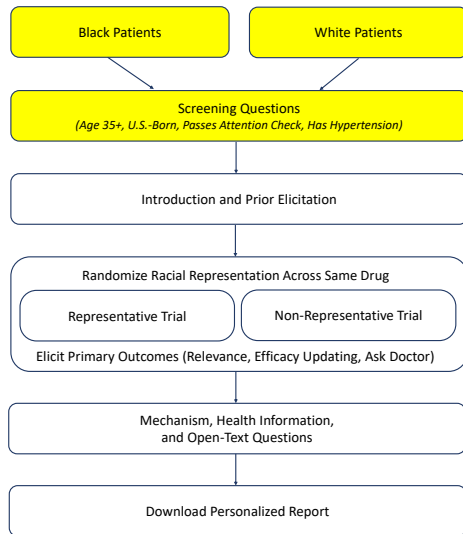 Black Patients
White Patients
Screening Questions
(Age 35+, U.S.-Born, Passes Attention Check, Has Hypertension)
Introduction and Prior Elicitation
Randomize Racial Representation Across Same Drug
Representative Trial
Non-Representative Trial
Elicit Primary Outcomes (Relevance, Efficacy Updating, Ask Doctor)
Mechanism, Health Information,
and Open-Text Questions
Download Personalized Report